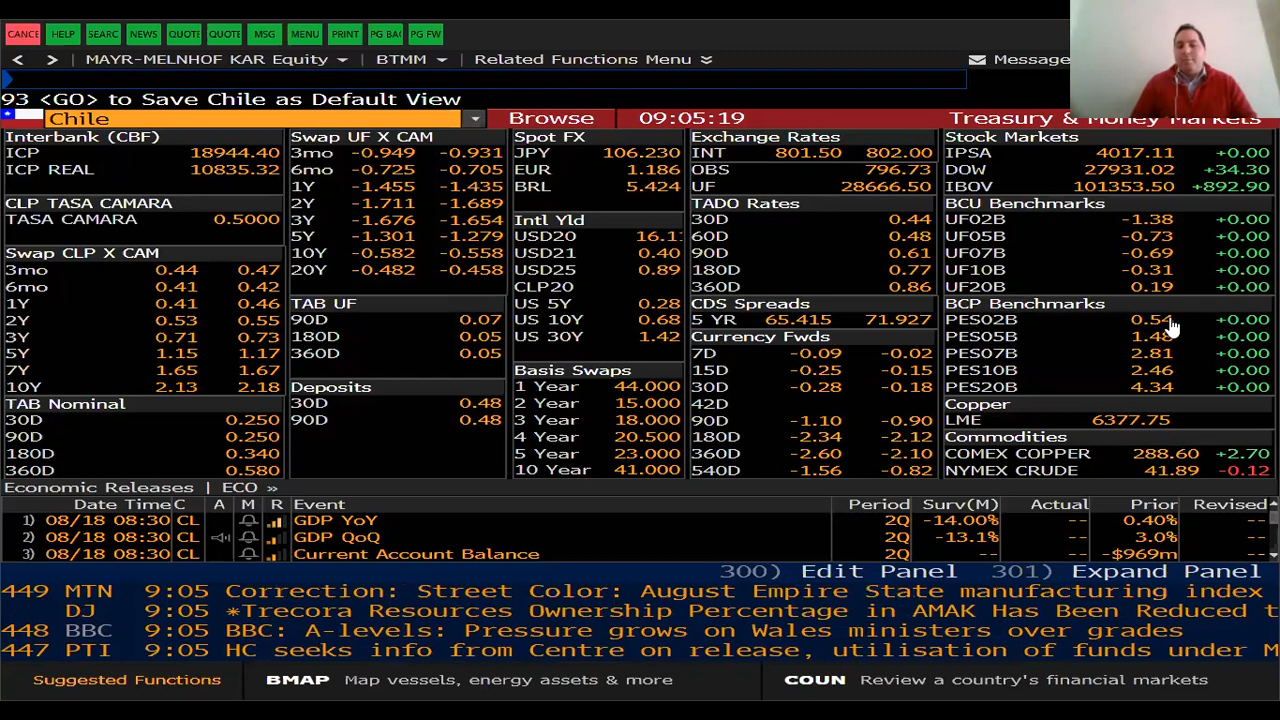 CANCE HELP SEARC NEWS QUOTE QUOTE MSG MENU PRINT PG BAC PG FW
< > MAYR-MELNHOF KAR Equity BTMM Related Functions Menu Message
93 <GO> to Save Chile as Default View
Chile Browse 09:05:19 Treasury & Money Markets
Interbank (CBF)
ICP 18944.40
ICP REAL 10835.32
CLP TASA CAMARA
TASA CAMARA 0.5000
Swap CLP X CAM
3mo 0.44 0.47
6mo 0.41 0.42
1Y 0.41 0.46
2Y 0.53 0.55
3Y 0.71 0.73
5Y 1.15 1.17
7Y 1.65 1.67
10Y 2.13 2.18
TAB Nominal
30D 0.250
90D 0.250
180D 0.340
360D 0.580
Swap UF X CAM
3mo -0.949 -0.931
6mo -0.725 -0.705
1Y -1.455 -1.435
2Y -1.711 -1.689
3Y -1.676 -1.654
5Y -1.301 -1.279
10Y -0.582 -0.558
20Y -0.482 -0.458
TAB UF
90D 0.07
180D 0.05
360D 0.05
Deposits
30D 0.48
90D 0.48
Spot FX
JPY 106.230
EUR 1.186
BRL 5.424
Intl Yld
USD20 16.11
USD21 0.40
USD25 0.89
CLP20
US 5Y 0.28
US 10Y 0.68
US 30Y 1.42
Basis Swaps
1 Year 44.000
2 Year 15.000
3 Year 18.000
4 Year 20.500
5 Year 23.000
10 Year 41.000
Exchange Rates
INT 801.50 802.00
OBS 796.73
UF 28666.50
TADO Rates
30D 0.44
60D 0.48
90D 0.61
180D 0.77
360D 0.86
CDS Spreads
5 YR 65.415 71.927
Currency Fwds
7D -0.09 -0.02
15D -0.25 -0.15
30D -0.28 -0.18
42D
90D -1.10 -0.90
180D -2.34 -2.12
360D -2.60 -2.10
540D -1.56 -0.82
Stock Markets
IPSA 4017.11 +0.00
DOW 27931.02 +34.30
IBOV 101353.50 +892.90
BCU Benchmarks
UF02B -1.38 +0.00
UF05B -0.73 +0.00
UF07B -0.69 +0.00
UF10B -0.31 +0.00
UF20B 0.19 +0.00
BCP Benchmarks
PES02B 0.54 +0.00
PES05B 1.48 +0.00
PES07B 2.81 +0.00
PES10B 2.46 +0.00
PES20B 4.34 +0.00
Copper
LME 6377.75
Commodities
COMEX COPPER 288.60 +2.70
NYMEX CRUDE 41.89 -0.12
Economic Releases | ECO »
Date Time C A M R Event Period Surv(M) Actual Prior Revised
1) 08/18 08:30 CL GDP YoY 2Q -14.00% -- 0.40% --
2) 08/18 08:30 CL GDP QoQ 2Q -13.1% -- 3.0% --
3) 08/18 08:30 CL Current Account Balance 2Q -- -- -$969m --
300) Edit Panel 301) Expand Panel
449 MTN 9:05 Correction: Street Color: August Empire State manufacturing index
DJ 9:05 *Trecora Resources Ownership Percentage in AMAK Has Been Reduced t
448 BBC 9:05 BBC: A-levels: Pressure grows on Wales ministers over grades
447 PTI 9:05 HC seeks info from Centre on release, utilisation of funds under M
Suggested Functions BMAP Map vessels, energy assets & more COUN Review a country's financial markets